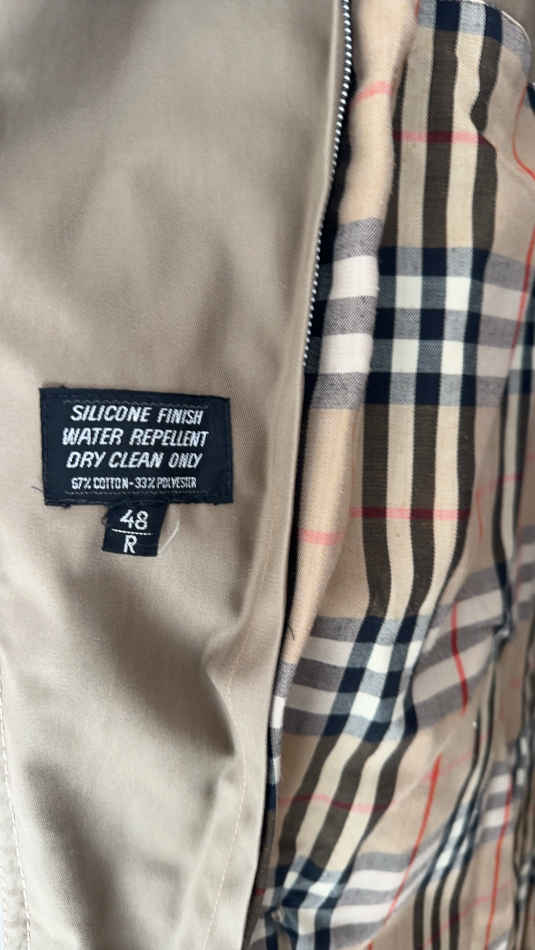 SILICONE FINISH
WATER REPELLENT
DRY CLEAN ONLY
67% COTTON-33% POLYESTER
48
R